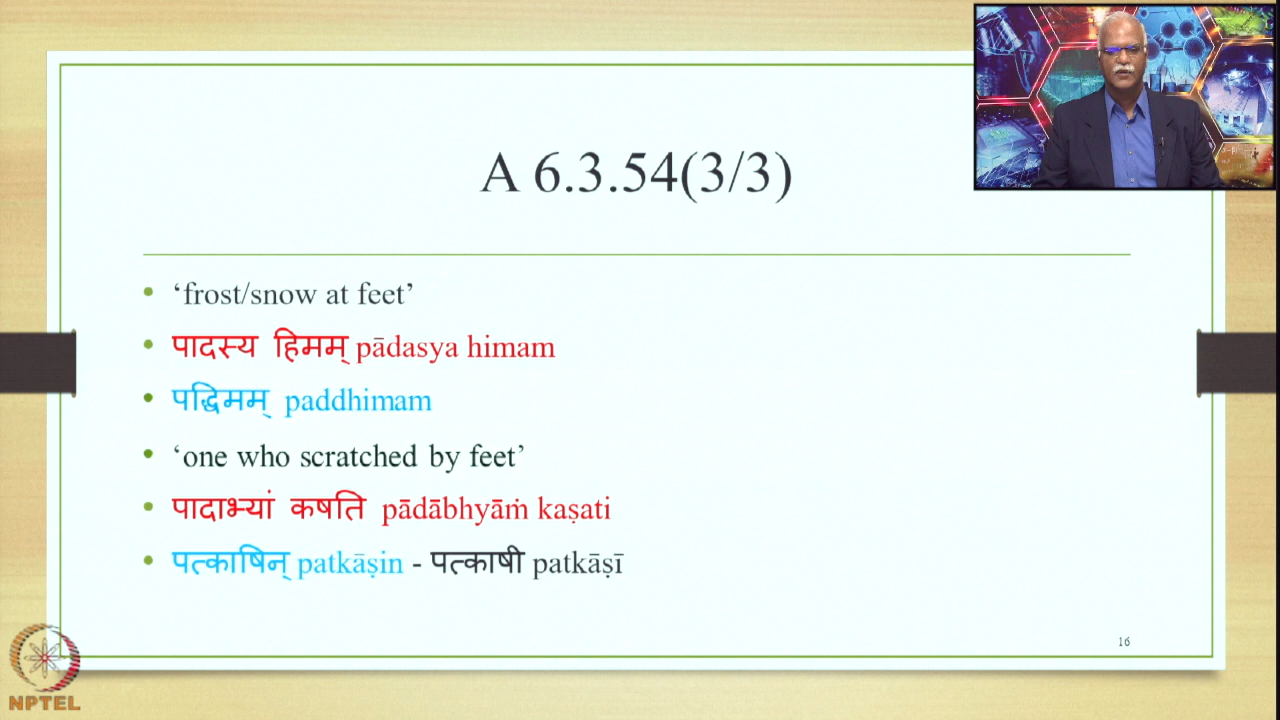 A 6.3.54(3/3)
‘frost/snow at feet’
पादस्य हिमम् pādasya himam
पद्धिमम् paddhimam
‘one who scratched by feet’
पादाभ्यां कषति pādābhyāṁ kaṣati
पत्काषिन् patkāṣin - पत्काषी patkāṣī
16
NPTEL